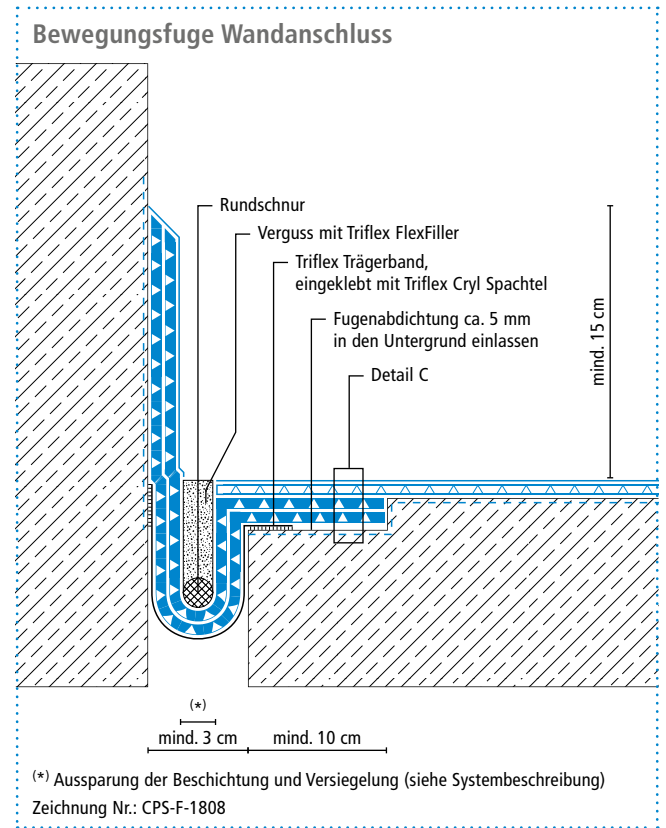 Bewegungsfuge Wandanschluss
Rundschnur
Verguss mit Triflex FlexFiller
Triflex Trägerband,
eingeklebt mit Triflex Cryl Spachtel
Fugenabdichtung ca. 5 mm
in den Untergrund einlassen
Detail C
mind. 15 cm
(*)
mind. 3 cm
mind. 10 cm
(*) Aussparung der Beschichtung und Versiegelung (siehe Systembeschreibung)
Zeichnung Nr.: CPS-F-1808